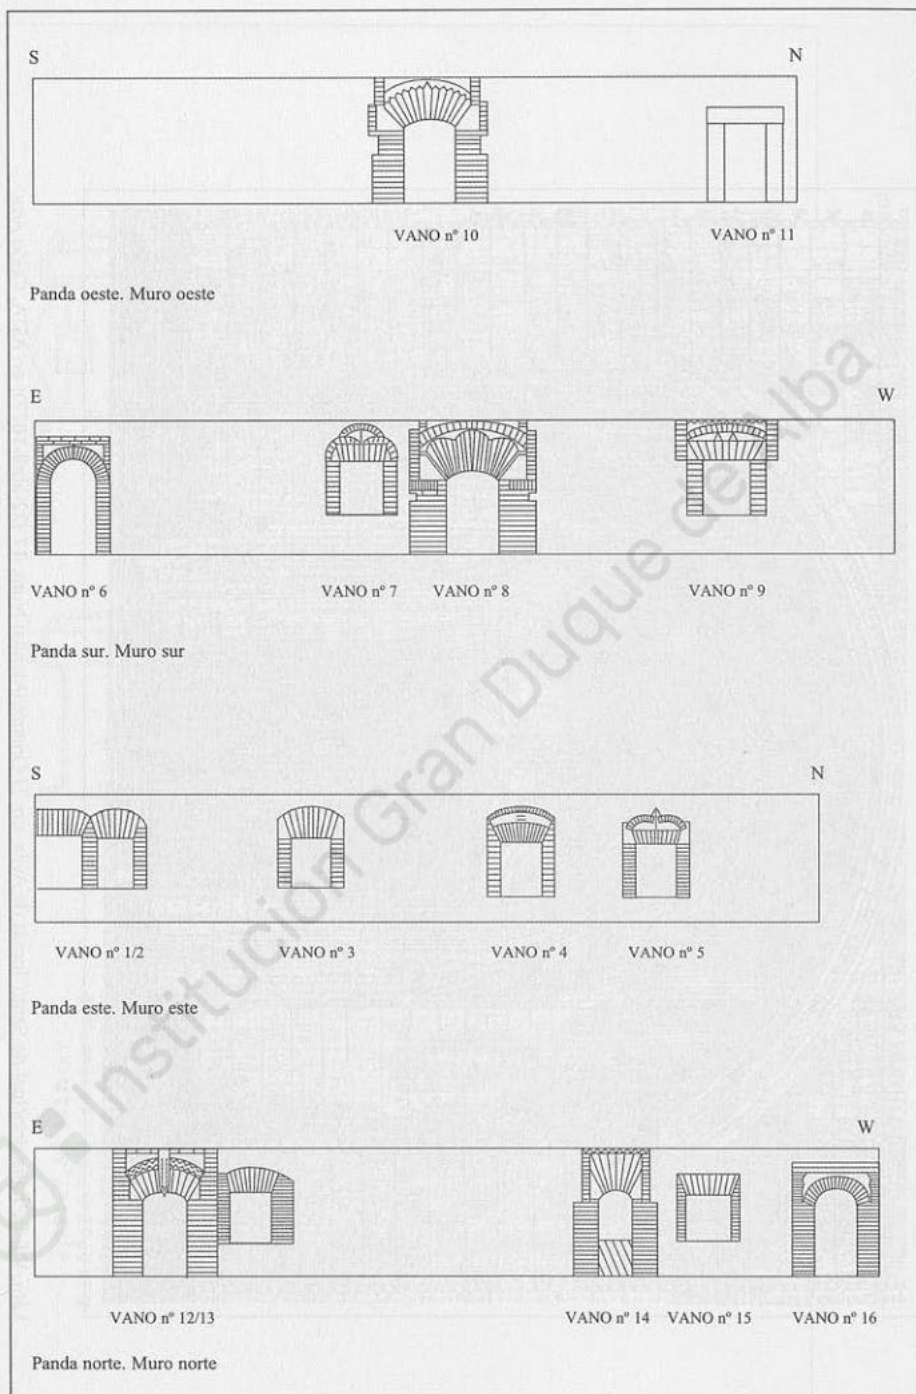 S N
VANO nº 10 VANO nº 11
Panda oeste. Muro oeste
E W
VANO nº 6 VANO nº 7 VANO nº 8 VANO nº 9
Panda sur. Muro sur
S N
VANO nº 1/2 VANO nº 3 VANO nº 4 VANO nº 5
Panda este. Muro este
E W
VANO nº 12/13 VANO nº 14 VANO nº 15 VANO nº 16
Panda norte. Muro norte
Institución Gran Duque de Alba